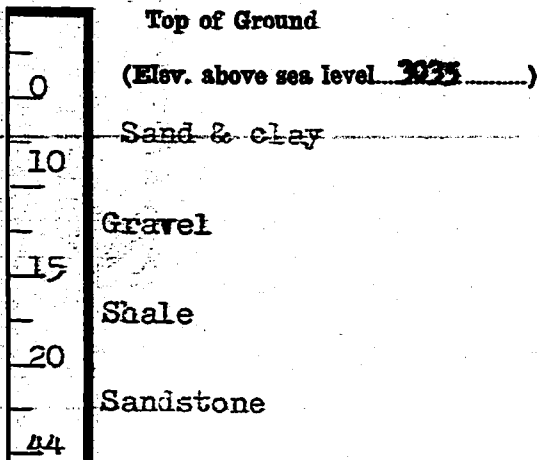 Top of Ground
(Elev. above sea level 3035)
0
Sand & clay
10
Gravel
15
Shale
20
Sandstone
44